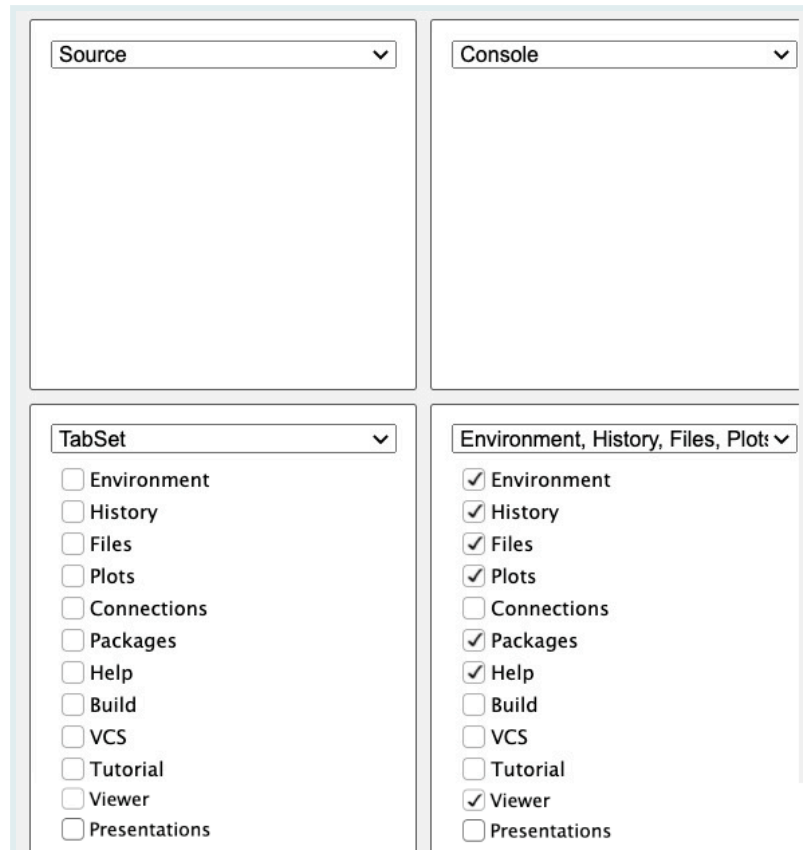 Source
Console
TabSet
Environment
History
Files
Plots
Connections
Packages
Help
Build
VCS
Tutorial
Viewer
Presentations
Environment, History, Files, Plots
Environment
History
Files
Plots
Connections
Packages
Help
Build
VCS
Tutorial
Viewer
Presentations